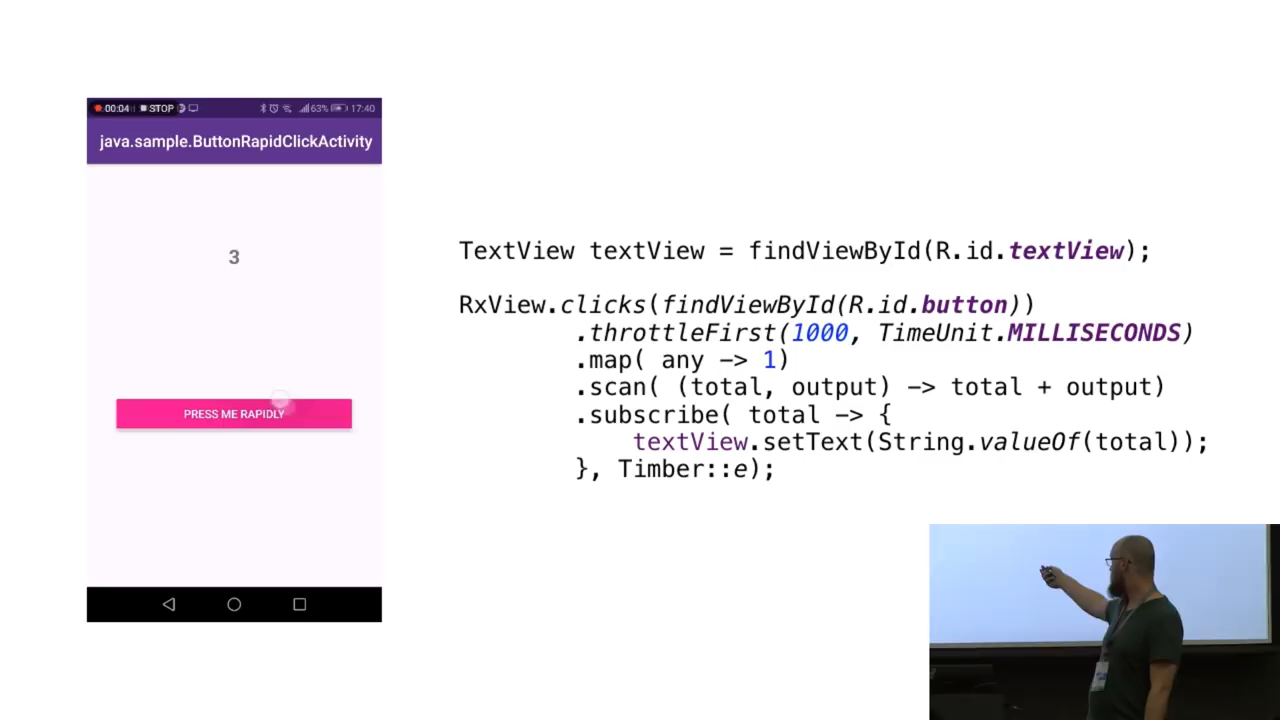 00:04 STOP 63% 17:40
java.sample.ButtonRapidClickActivity
3
PRESS ME RAPIDLY
TextView textView = findViewById(R.id.textView);
RxView.clicks(findViewById(R.id.button))
.throttleFirst(1000, TimeUnit.MILLISECONDS)
.map( any -> 1)
.scan( (total, output) -> total + output)
.subscribe( total -> {
textView.setText(String.valueOf(total));
}, Timber::e);